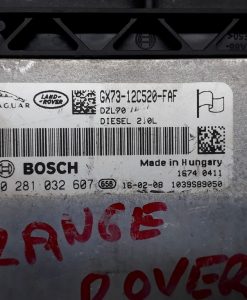 JAGUAR
LAND-
ROVER
GX73-12C520-FAF
DIESEL 2.0L
BOSCH
Made in Hungary
1674 0411
0 281 032 607 658 16-02-08 1039S89050
RANGE
ROVER